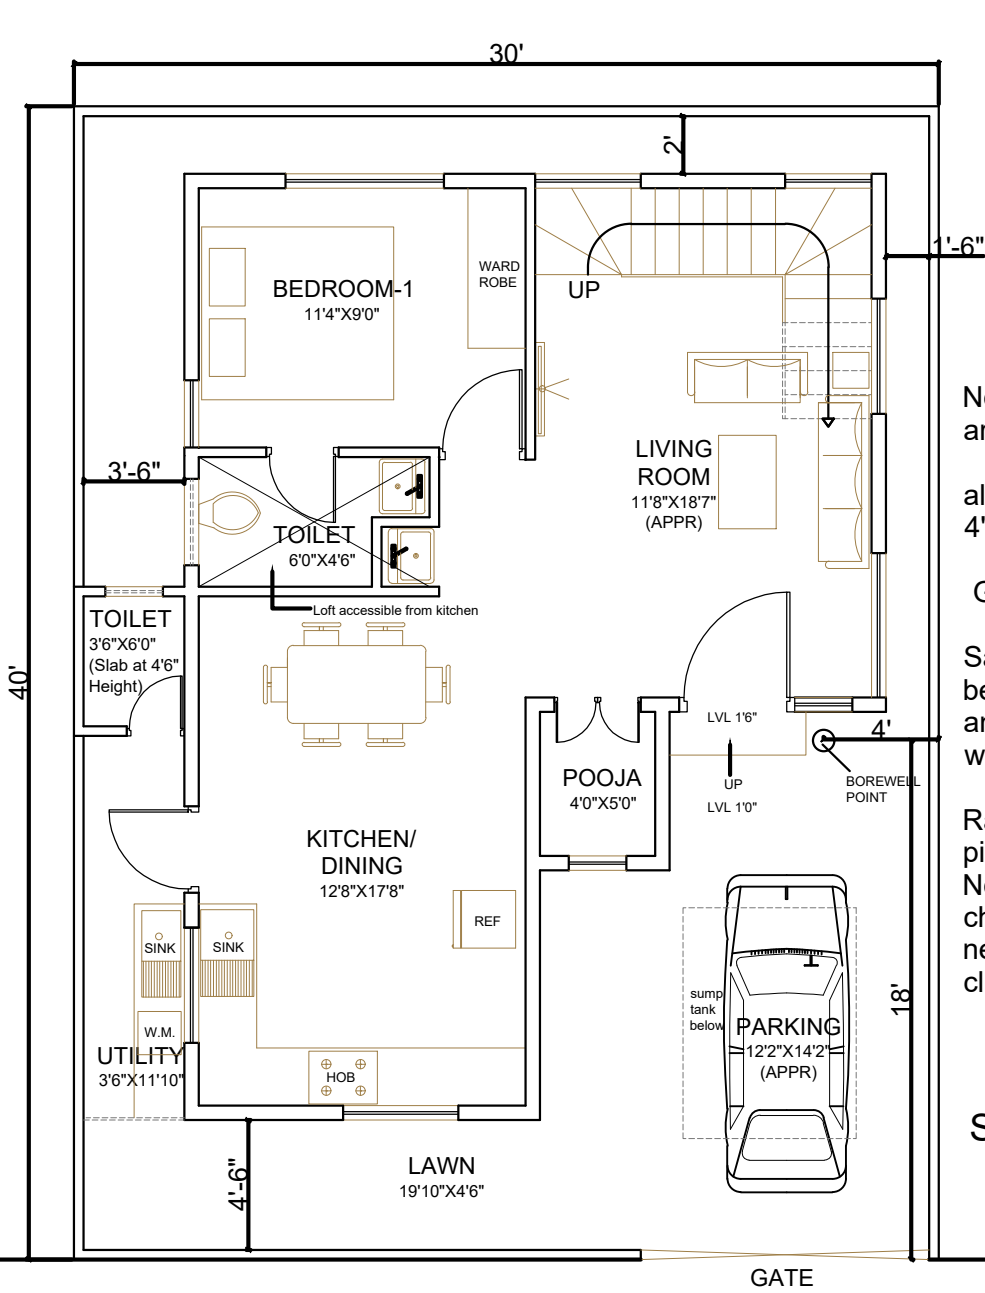 30'
2'
1'-6"
BEDROOM-1
11'4"X9'0"
WARD
ROBE
UP
3'-6"
LIVING
ROOM
11'8"X18'7"
(APPR)
TOILET
6'0"X4'6"
Loft accessible from kitchen
TOILET
3'6"X6'0"
(Slab at 4'6"
Height)
40'
LVL 1'6"
4'
UP
LVL 1'0"
BOREWELL
POINT
POOJA
4'0"X5'0"
KITCHEN/
DINING
12'8"X17'8"
REF
SINK
SINK
W.M.
UTILITY
3'6"X11'10"
HOB
sump
tank
below
PARKING
12'2"X14'2"
(APPR)
18'
4'-6"
LAWN
19'10"X4'6"
GATE